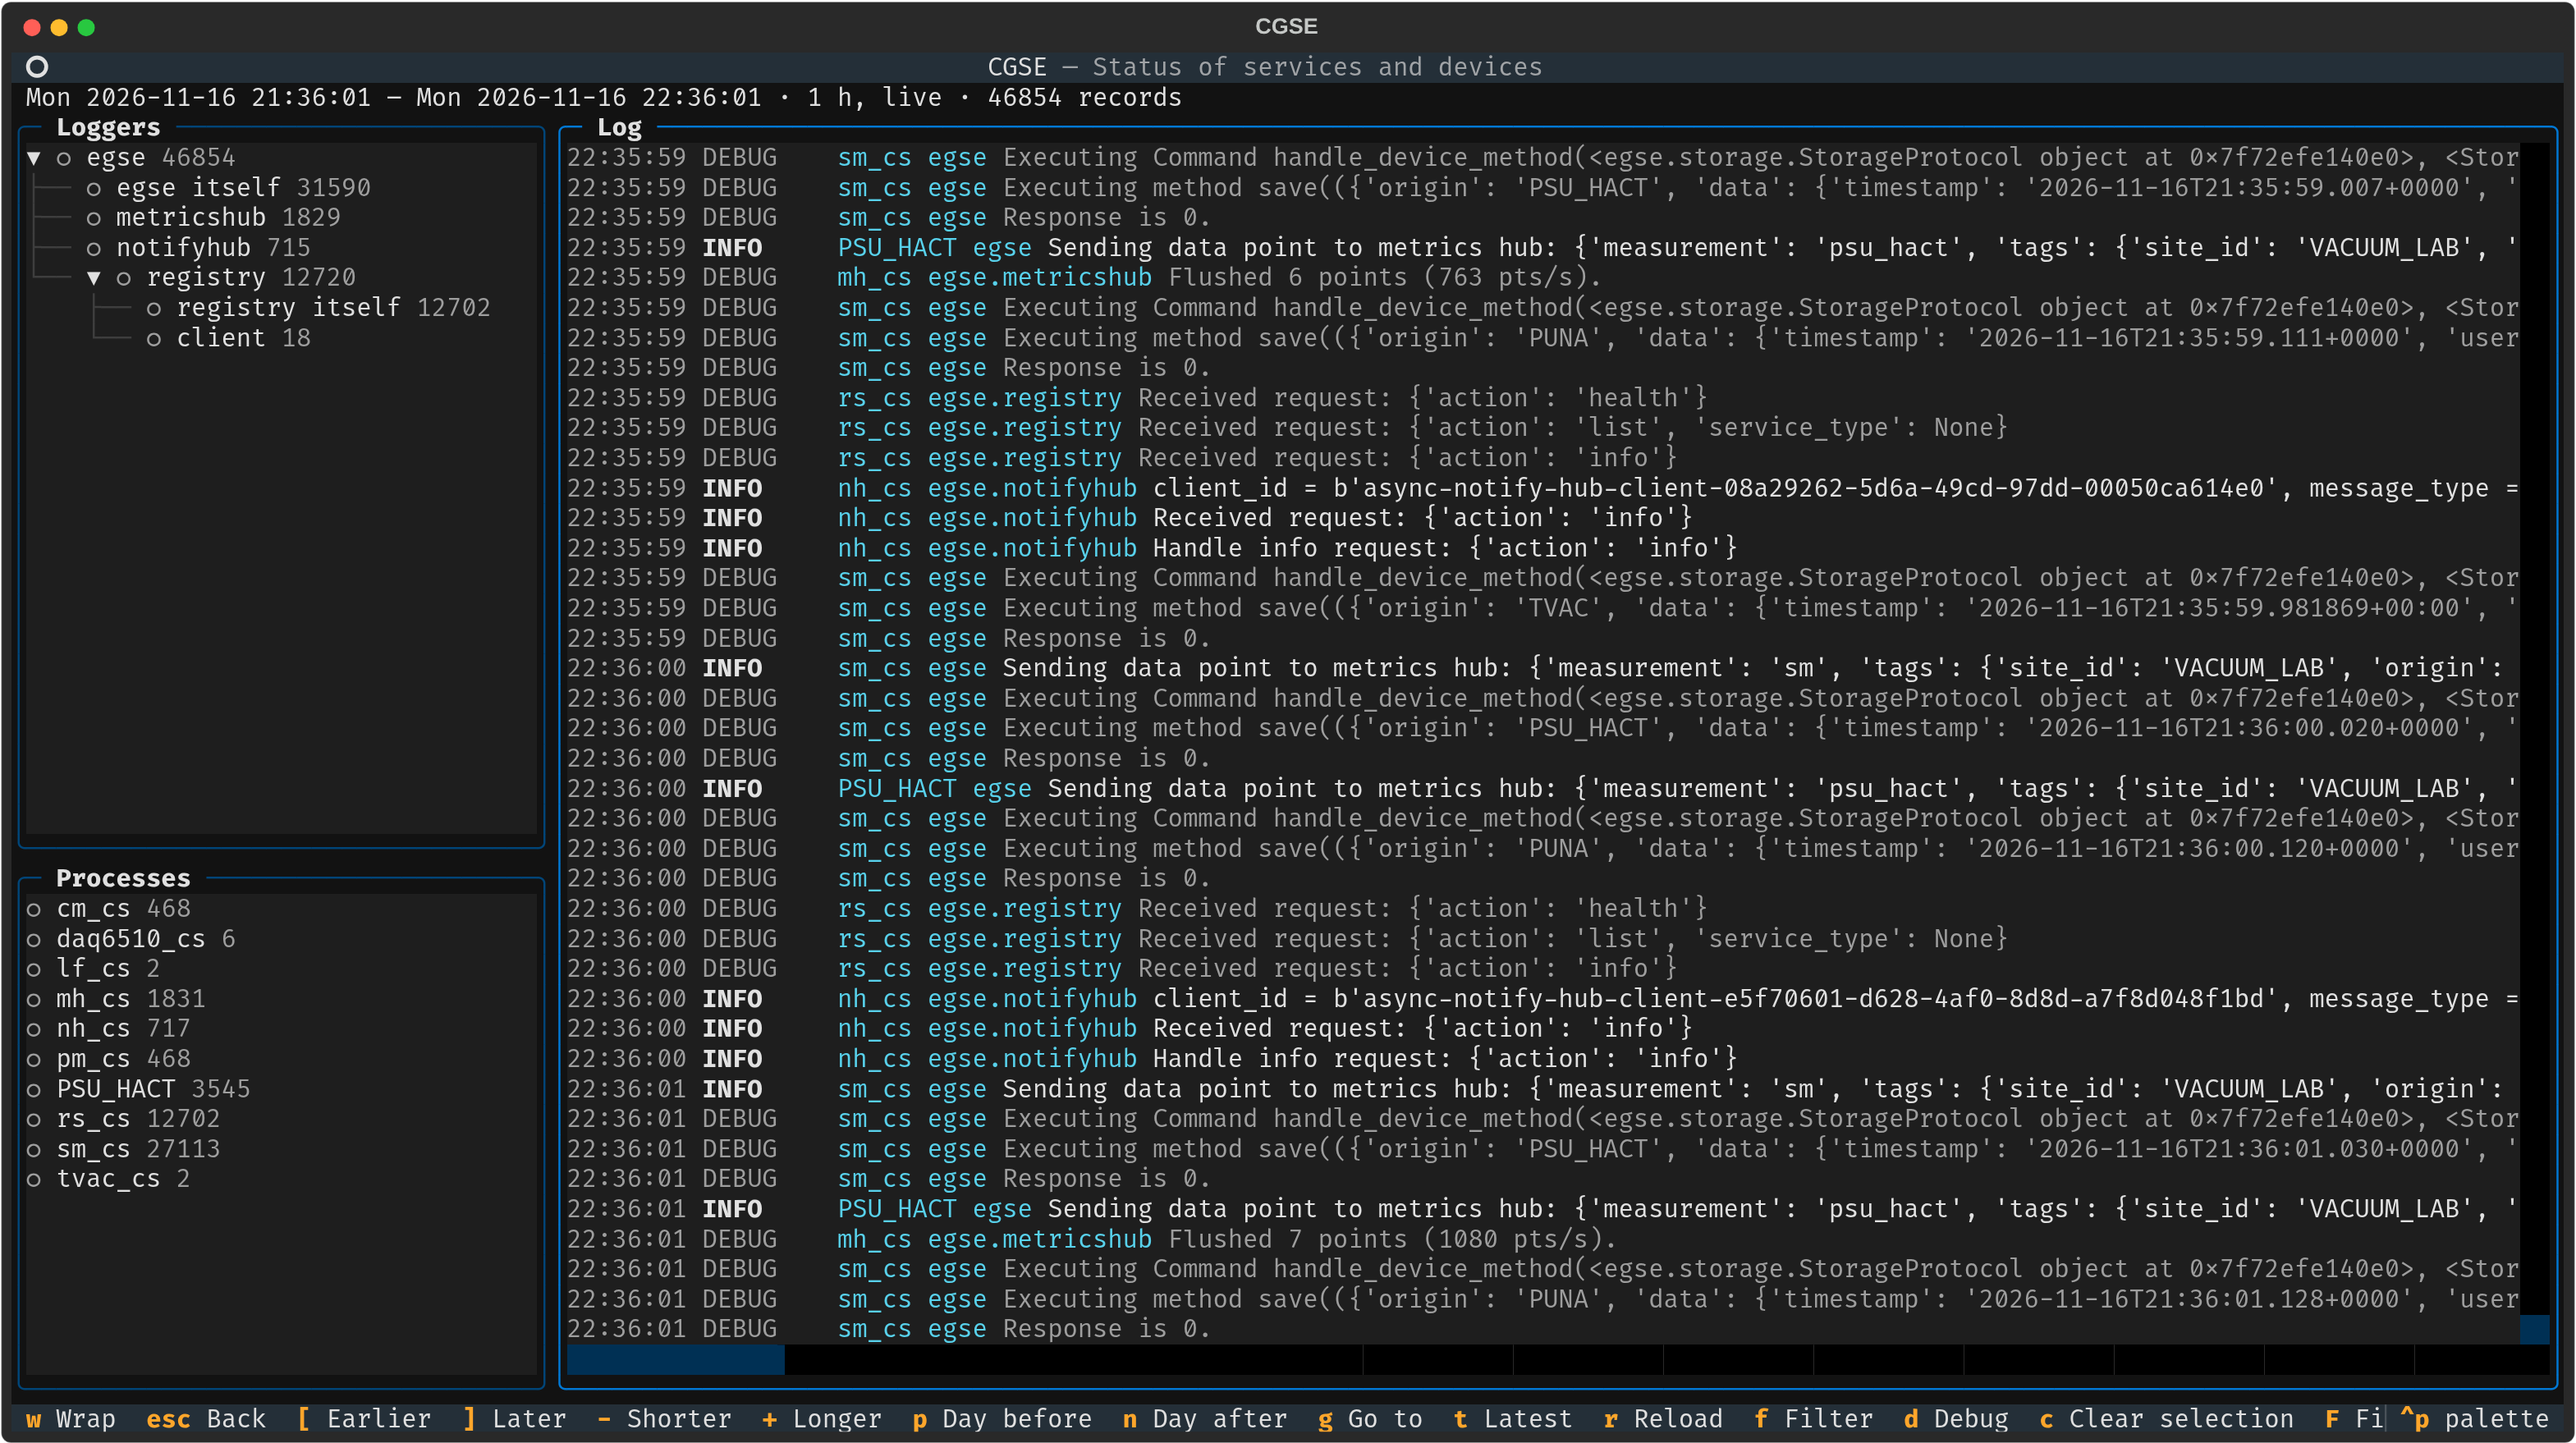 CGSE
CGSE — Status of services and devices
Mon 2026-11-16 21:36:01 — Mon 2026-11-16 22:36:01 · 1 h, live · 46854 records
Loggers
▼ ○ egse 46854
○ egse itself 31590
○ metricshub 1829
○ notifyhub 715
▼ ○ registry 12720
○ registry itself 12702
○ client 18
Processes
○ cm_cs 468
○ daq6510_cs 6
○ lf_cs 2
○ mh_cs 1831
○ nh_cs 717
○ pm_cs 468
○ PSU_HACT 3545
○ rs_cs 12702
○ sm_cs 27113
○ tvac_cs 2
Log
22:35:59 DEBUG sm_cs egse Executing Command handle_device_method(<egse.storage.StorageProtocol object at 0x7f72efe140e0>, <Stor
22:35:59 DEBUG sm_cs egse Executing method save(({'origin': 'PSU_HACT', 'data': {'timestamp': '2026-11-16T21:35:59.007+0000', '
22:35:59 DEBUG sm_cs egse Response is 0.
22:35:59 INFO PSU_HACT egse Sending data point to metrics hub: {'measurement': 'psu_hact', 'tags': {'site_id': 'VACUUM_LAB', '
22:35:59 DEBUG mh_cs egse.metricshub Flushed 6 points (763 pts/s).
22:35:59 DEBUG sm_cs egse Executing Command handle_device_method(<egse.storage.StorageProtocol object at 0x7f72efe140e0>, <Stor
22:35:59 DEBUG sm_cs egse Executing method save(({'origin': 'PUNA', 'data': {'timestamp': '2026-11-16T21:35:59.111+0000', 'user
22:35:59 DEBUG sm_cs egse Response is 0.
22:35:59 DEBUG rs_cs egse.registry Received request: {'action': 'health'}
22:35:59 DEBUG rs_cs egse.registry Received request: {'action': 'list', 'service_type': None}
22:35:59 DEBUG rs_cs egse.registry Received request: {'action': 'info'}
22:35:59 INFO nh_cs egse.notifyhub client_id = b'async-notify-hub-client-08a29262-5d6a-49cd-97dd-00050ca614e0', message_type =
22:35:59 INFO nh_cs egse.notifyhub Received request: {'action': 'info'}
22:35:59 INFO nh_cs egse.notifyhub Handle info request: {'action': 'info'}
22:35:59 DEBUG sm_cs egse Executing Command handle_device_method(<egse.storage.StorageProtocol object at 0x7f72efe140e0>, <Stor
22:35:59 DEBUG sm_cs egse Executing method save(({'origin': 'TVAC', 'data': {'timestamp': '2026-11-16T21:35:59.981869+00:00', '
22:35:59 DEBUG sm_cs egse Response is 0.
22:36:00 INFO sm_cs egse Sending data point to metrics hub: {'measurement': 'sm', 'tags': {'site_id': 'VACUUM_LAB', 'origin':
22:36:00 DEBUG sm_cs egse Executing Command handle_device_method(<egse.storage.StorageProtocol object at 0x7f72efe140e0>, <Stor
22:36:00 DEBUG sm_cs egse Executing method save(({'origin': 'PSU_HACT', 'data': {'timestamp': '2026-11-16T21:36:00.020+0000', '
22:36:00 DEBUG sm_cs egse Response is 0.
22:36:00 INFO PSU_HACT egse Sending data point to metrics hub: {'measurement': 'psu_hact', 'tags': {'site_id': 'VACUUM_LAB', '
22:36:00 DEBUG sm_cs egse Executing Command handle_device_method(<egse.storage.StorageProtocol object at 0x7f72efe140e0>, <Stor
22:36:00 DEBUG sm_cs egse Executing method save(({'origin': 'PUNA', 'data': {'timestamp': '2026-11-16T21:36:00.120+0000', 'user
22:36:00 DEBUG sm_cs egse Response is 0.
22:36:00 DEBUG rs_cs egse.registry Received request: {'action': 'health'}
22:36:00 DEBUG rs_cs egse.registry Received request: {'action': 'list', 'service_type': None}
22:36:00 DEBUG rs_cs egse.registry Received request: {'action': 'info'}
22:36:00 INFO nh_cs egse.notifyhub client_id = b'async-notify-hub-client-e5f70601-d628-4af0-8d8d-a7f8d048f1bd', message_type =
22:36:00 INFO nh_cs egse.notifyhub Received request: {'action': 'info'}
22:36:00 INFO nh_cs egse.notifyhub Handle info request: {'action': 'info'}
22:36:01 INFO sm_cs egse Sending data point to metrics hub: {'measurement': 'sm', 'tags': {'site_id': 'VACUUM_LAB', 'origin':
22:36:01 DEBUG sm_cs egse Executing Command handle_device_method(<egse.storage.StorageProtocol object at 0x7f72efe140e0>, <Stor
22:36:01 DEBUG sm_cs egse Executing method save(({'origin': 'PSU_HACT', 'data': {'timestamp': '2026-11-16T21:36:01.030+0000', '
22:36:01 DEBUG sm_cs egse Response is 0.
22:36:01 INFO PSU_HACT egse Sending data point to metrics hub: {'measurement': 'psu_hact', 'tags': {'site_id': 'VACUUM_LAB', '
22:36:01 DEBUG mh_cs egse.metricshub Flushed 7 points (1080 pts/s).
22:36:01 DEBUG sm_cs egse Executing Command handle_device_method(<egse.storage.StorageProtocol object at 0x7f72efe140e0>, <Stor
22:36:01 DEBUG sm_cs egse Executing method save(({'origin': 'PUNA', 'data': {'timestamp': '2026-11-16T21:36:01.128+0000', 'user
22:36:01 DEBUG sm_cs egse Response is 0.
w Wrap esc Back [ Earlier ] Later - Shorter + Longer p Day before n Day after g Go to t Latest r Reload f Filter d Debug c Clear selection F Fi ^p palette